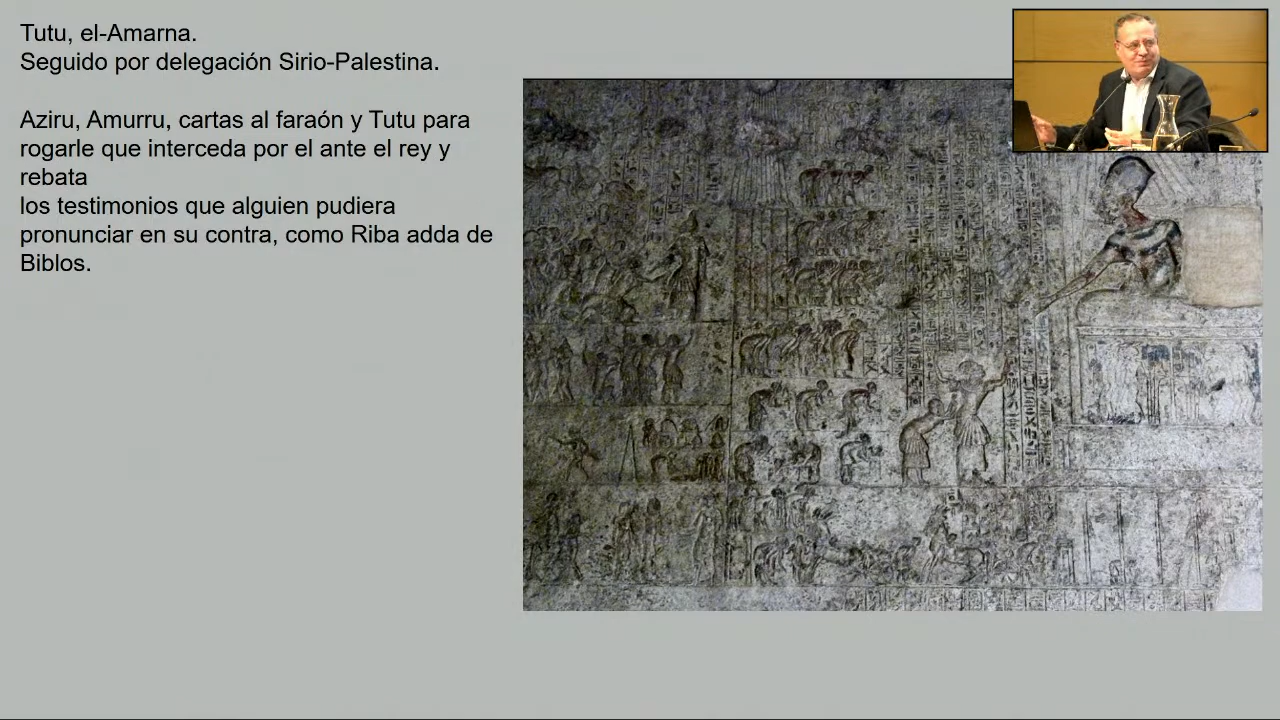 Tutu, el-Amarna.
Seguido por delegación Sirio-Palestina.
Aziru, Amurru, cartas al faraón y Tutu para
rogarle que interceda por el ante el rey y
rebata
los testimonios que alguien pudiera
pronunciar en su contra, como Riba adda de
Biblos.